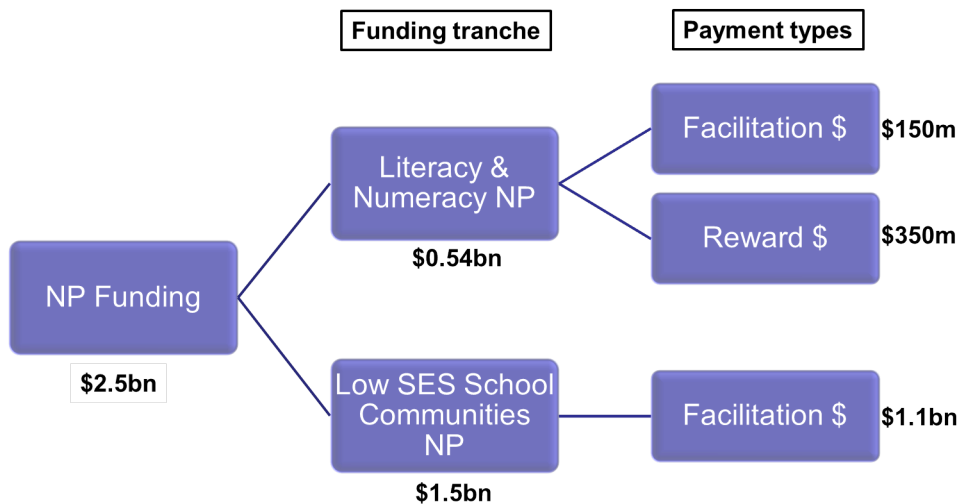 Funding tranche
Payment types
NP Funding
$2.5bn
Literacy &
Numeracy NP
$0.54bn
Facilitation $
$150m
Reward $
$350m
Low SES School
Communities
NP
$1.5bn
Facilitation $
$1.1bn